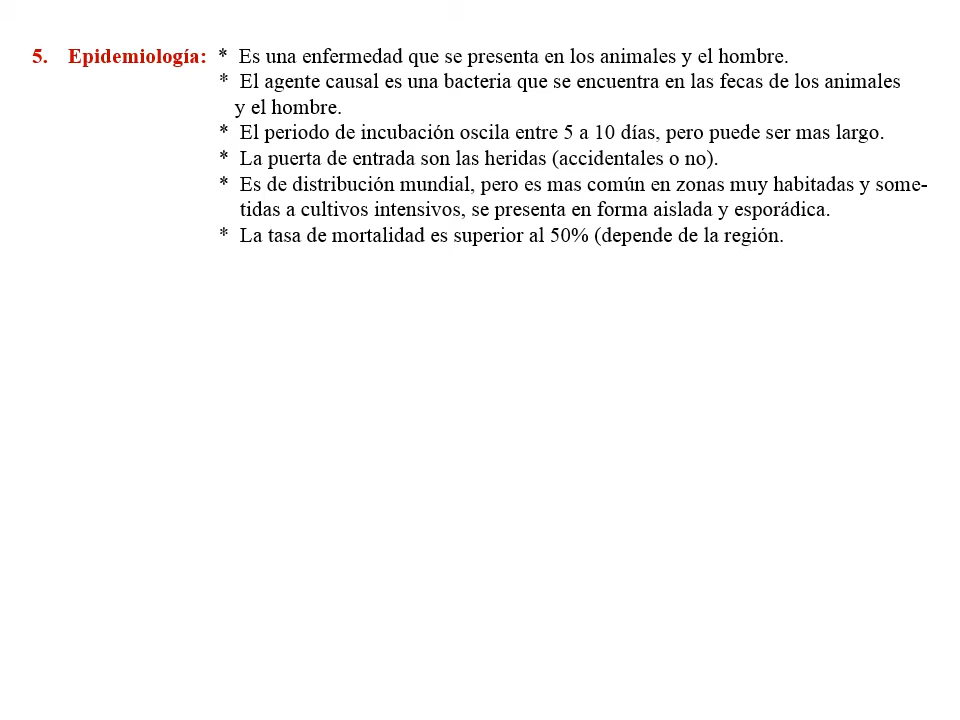 5. Epidemiología: * Es una enfermedad que se presenta en los animales y el hombre.
* El agente causal es una bacteria que se encuentra en las fecas de los animales
y el hombre.
* El periodo de incubación oscila entre 5 a 10 días, pero puede ser mas largo.
* La puerta de entrada son las heridas (accidentales o no).
* Es de distribución mundial, pero es mas común en zonas muy habitadas y some-
tidas a cultivos intensivos, se presenta en forma aislada y esporádica.
* La tasa de mortalidad es superior al 50% (depende de la región.